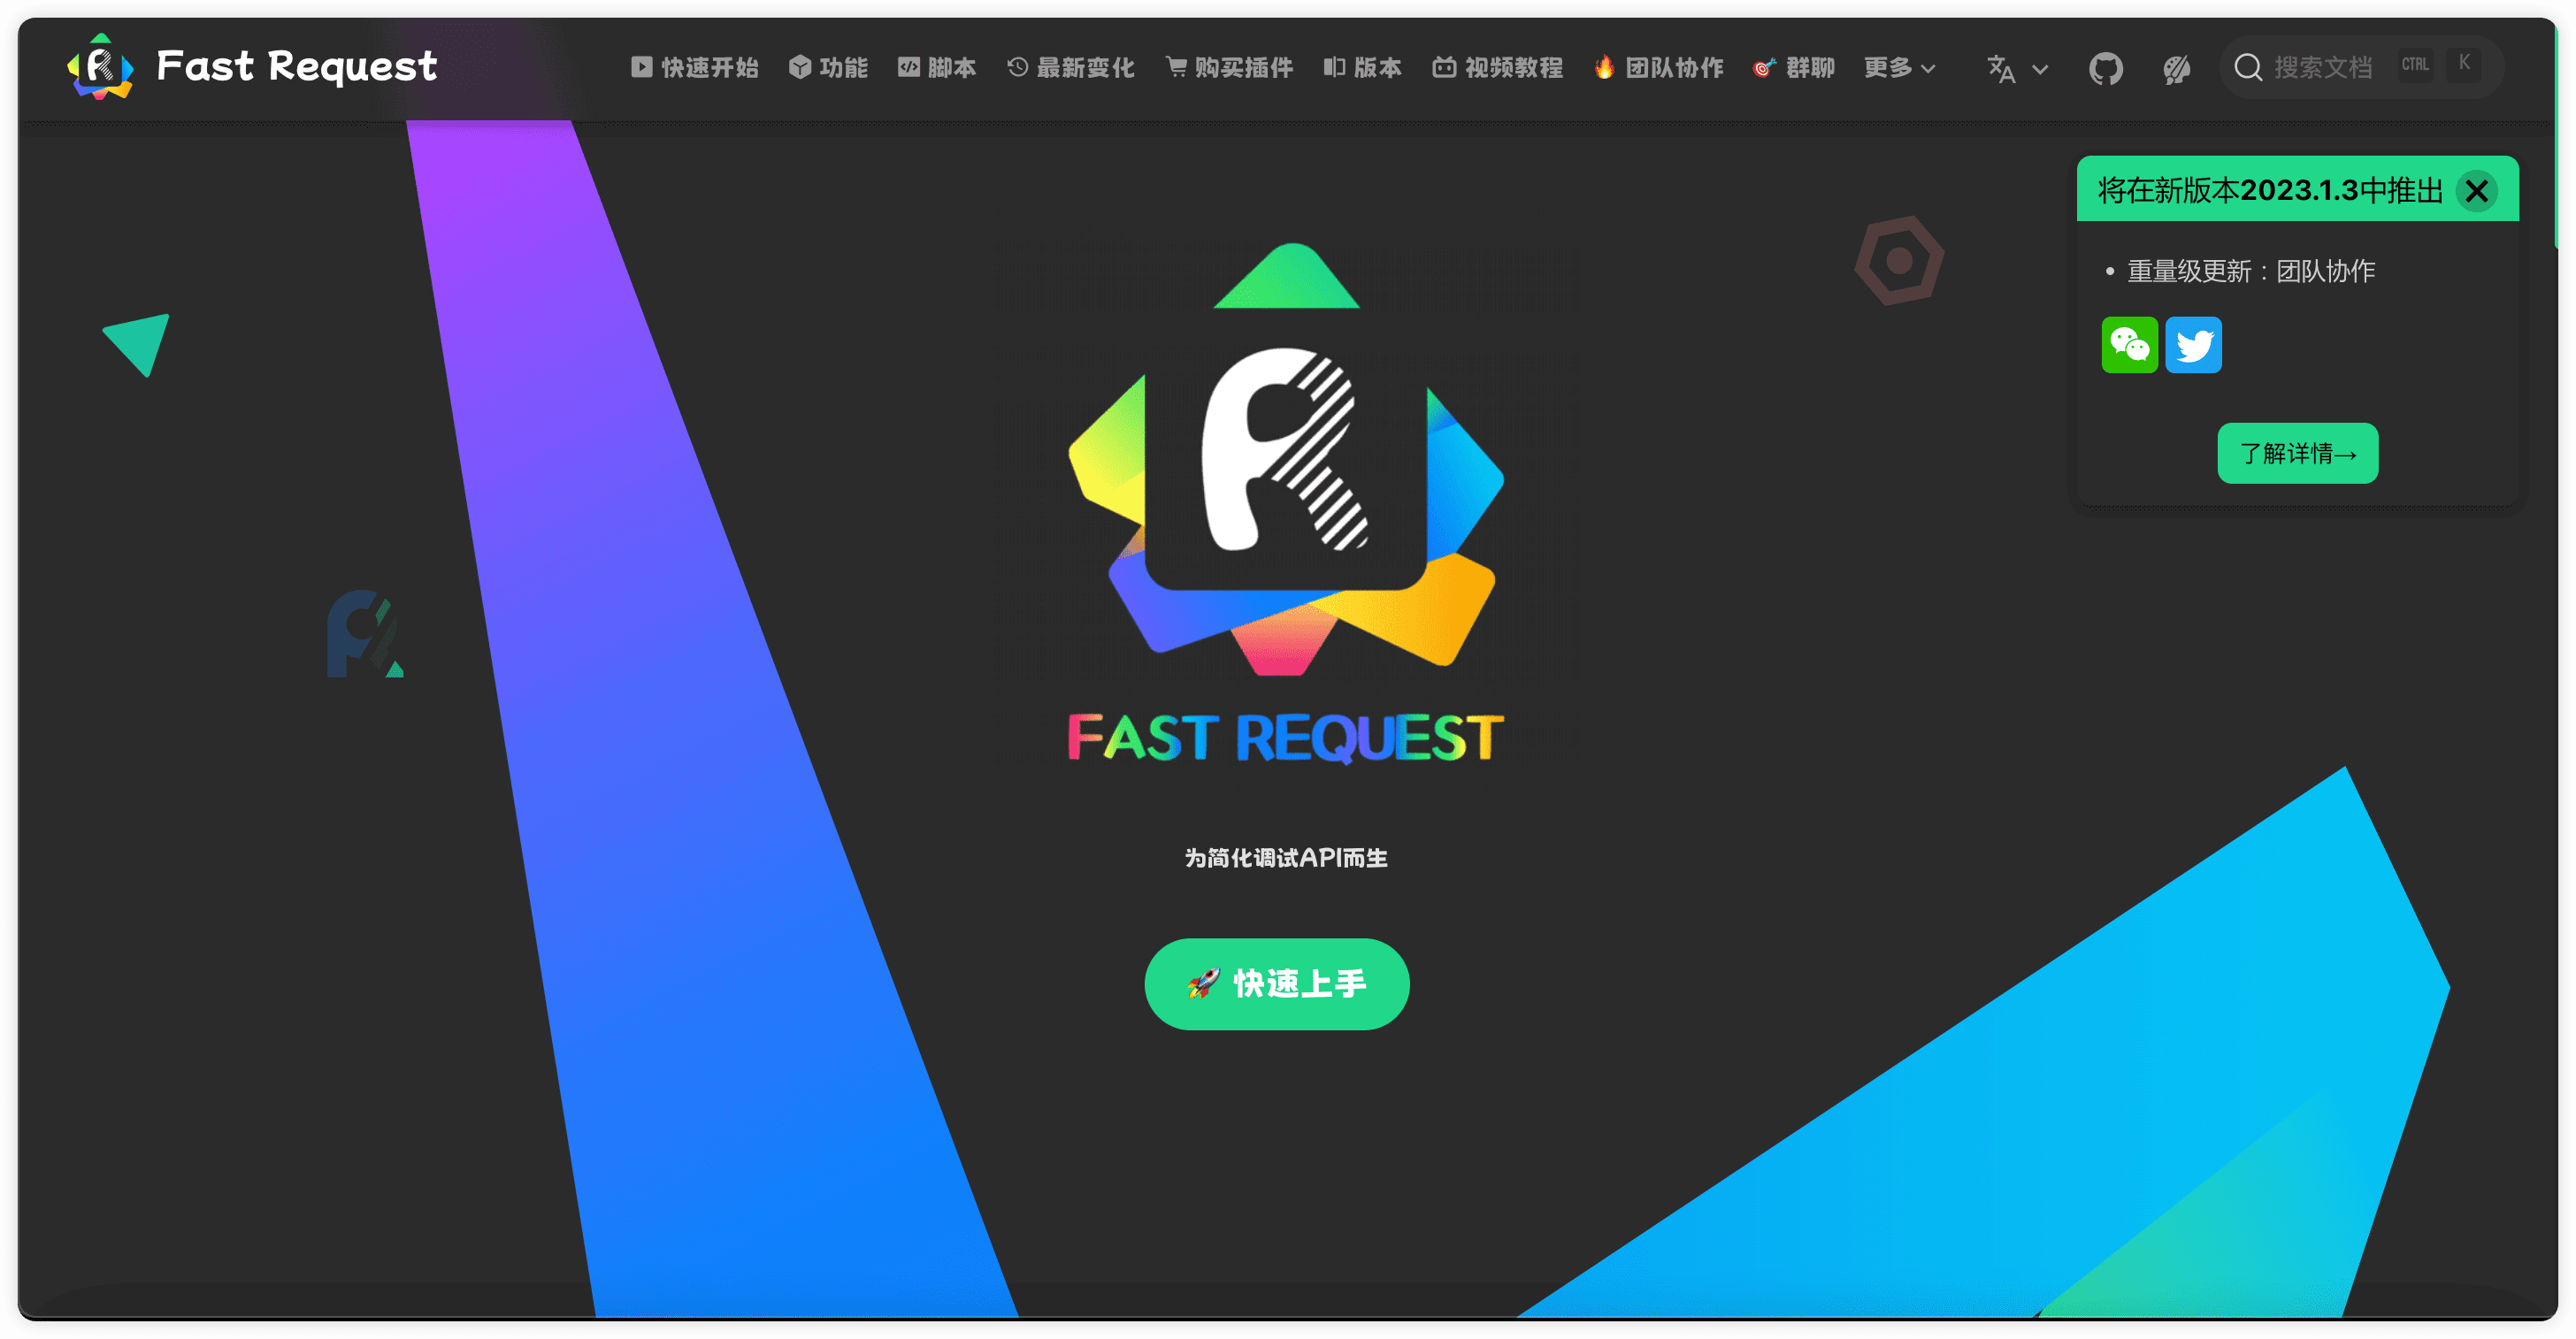 Fast Request 快速开始 功能 脚本 最新变化 购买插件 版本 视频教程 🔥 团队协作 🎯 群聊 更多 搜索文档 CTRL K
将在新版本2023.1.3中推出
• 重量级更新：团队协作
了解详情→
R
FAST REQUEST
为简化调试API而生
🚀 快速上手